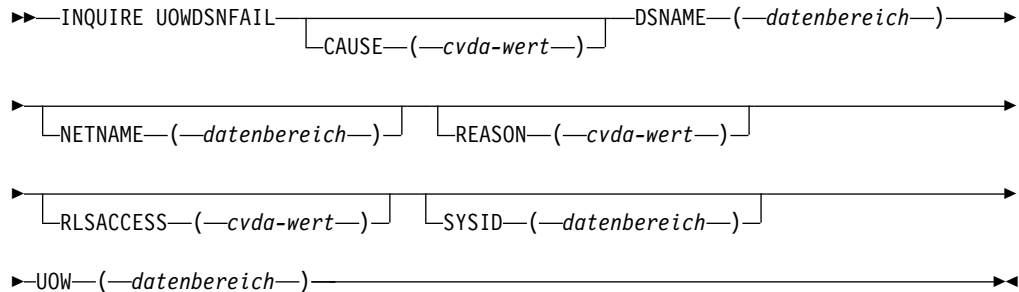 INQUIRE UOWDSNFAIL DSNAME ( datenbereich )
CAUSE ( cvda-wert )
NETNAME ( datenbereich ) REASON ( cvda-wert )
RLSACCESS ( cvda-wert ) SYSID ( datenbereich )
UOW ( datenbereich )